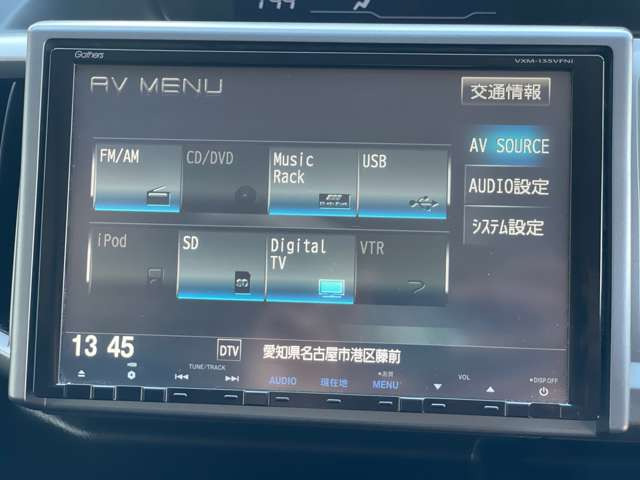 Gathers VXM-135VFNi
AV MENU 交通情報
FM/AM CD/DVD Music Rack USB AV SOURCE
AUDIO設定
iPod SD Digital TV VTR システム設定
SD
13 45 DTV 愛知県名古屋市港区藤前
TUNE/TRACK AUDIO 現在地 MENU VOL DISP OFF